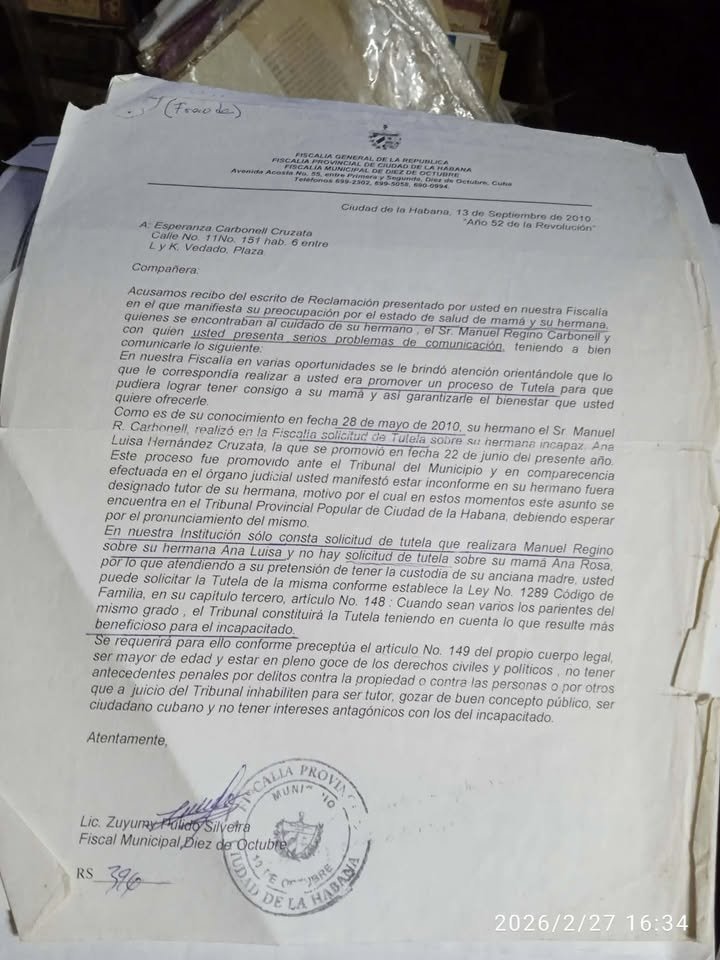 (Fsrode)
FISCALIA GENERAL DE LA REPUBLICA
FISCALIA PROVINCIAL DE CIUDAD DE LA HABANA
FISCALIA MUNICIPAL DE DIEZ DE OCTUBRE
Avenida Acosta No. 55, entre Primera y Segunda, Diez de Octubre, Cuba
Teléfonos 699-2302, 699-5058, 690-0994.
Ciudad de la Habana, 13 de Septiembre de 2010.
"Año 52 de la Revolución"
A: Esperanza Carbonell Cruzata
Calle No. 11No. 151 hab. 6 entre
L y K. Vedado, Plaza
Compañera:
Acusamos recibo del escrito de Reclamación presentado por usted en nuestra Fiscalía
en el que manifiesta su preocupación por el estado de salud de mamá y su hermana,
quienes se encontraban al cuidado de su hermano , el Sr. Manuel Regino Carbonell y
con quien usted presenta serios problemas de comunicación, teniendo a bien
comunicarle lo siguiente:
En nuestra Fiscalía en varias oportunidades se le brindó atención orientándole que lo
que le correspondía realizar a usted era promover un proceso de Tutela para que
pudiera lograr tener consigo a su mamá y así garantizarle el bienestar que usted
quiere ofrecerle.
Como es de su conocimiento en fecha 28 de mayo de 2010, su hermano el Sr. Manuel
R. Carbonell, realizó en la Fiscalía solicitud de Tutela sobre su hermana incapaz, Ana
Luisa Hernández Cruzata, la que se promovió en fecha 22 de junio del presente año.
Este proceso fue promovido ante el Tribunal del Municipio y en comparecencia
efectuada en el órgano judicial usted manifestó estar inconforme en su hermano fuera
designado tutor de su hermana, motivo por el cual en estos momentos este asunto se
encuentra en el Tribunal Provincial Popular de Ciudad de La Habana, debiendo esperar
por el pronunciamiento del mismo.
En nuestra Institución sólo consta solicitud de tutela que realizara Manuel Regino
sobre su hermana Ana Luisa y no hay solicitud de tutela sobre su mamá Ana Rosa,
por lo que atendiendo a su pretensión de tener la custodia de su anciana madre, usted
puede solicitar la Tutela de la misma conforme establece la Ley No. 1289 Código de
Familia, en su capítulo tercero, artículo No. 148 : Cuando sean varios los parientes del
mismo grado , el Tribunal constituirá la Tutela teniendo en cuenta lo que resulte más
beneficioso para el incapacitado.
Se requerirá para ello conforme preceptúa el artículo No. 149 del propio cuerpo legal,
ser mayor de edad y estar en pleno goce de los derechos civiles y políticos , no tener
antecedentes penales por delitos contra la propiedad o contra las personas o por otros
que a juicio del Tribunal inhabiliten para ser tutor, gozar de buen concepto público, ser
ciudadano cubano y no tener intereses antagónicos con los del incapacitado.
Atentamente,
Lic. Zuyumy Pulido Silveira
Fiscal Municipal,Diez de Octubre
RS 396
FISCALIA PROVIN
MUNICIPIO
10 DE OCTUBRE
CIUDAD DE LA HABANA
2026/2/27 16:34